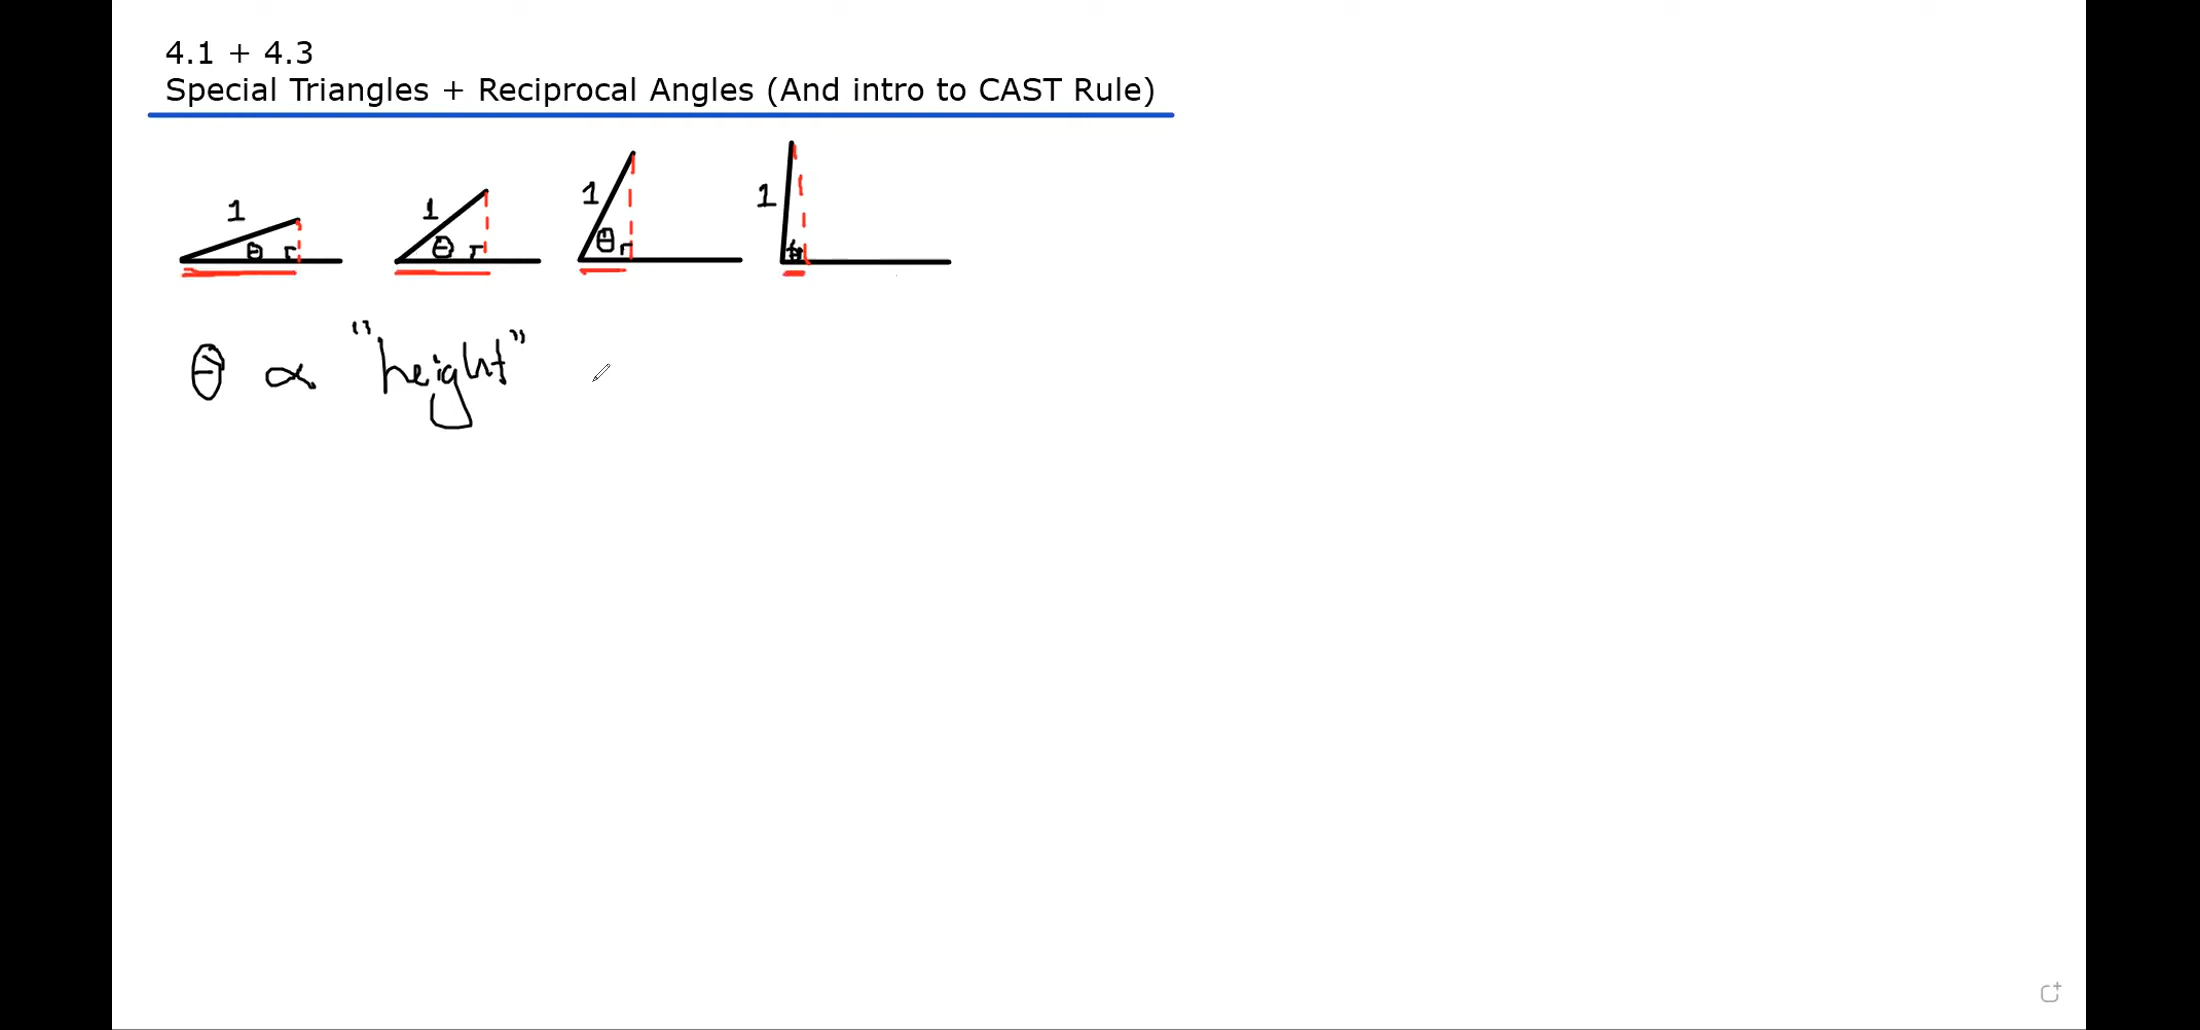 4.1 + 4.3
Special Triangles + Reciprocal Angles (And intro to CAST Rule)
1 θ
1 θ
1 θ
1 θ
θ ∝ "height"